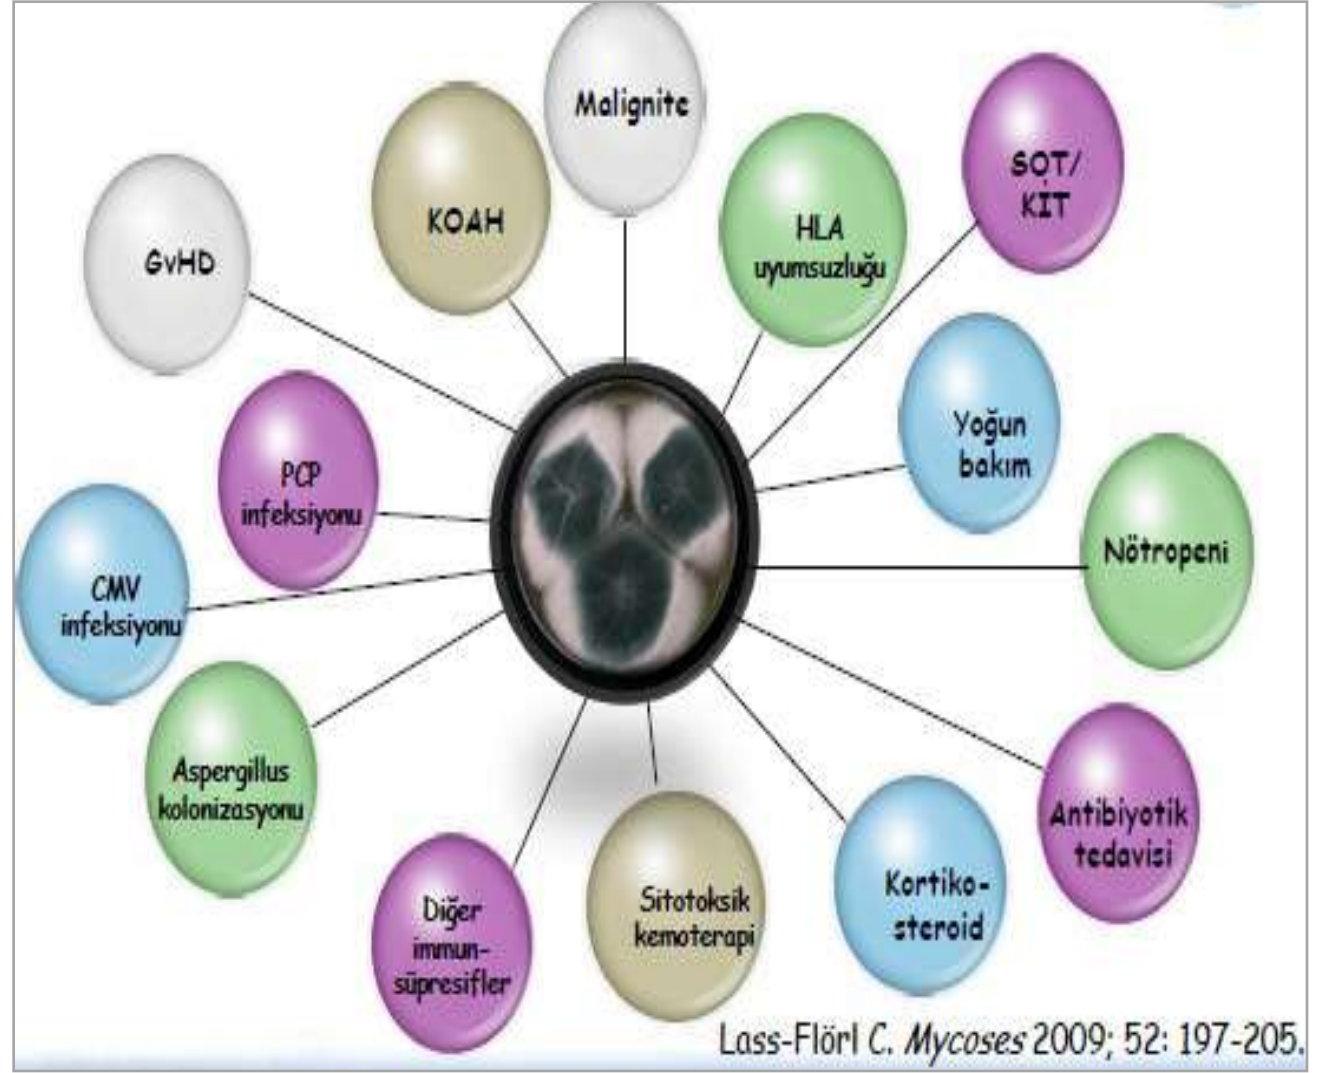 Malignite
KOAH
HLA
uyumsuzluğu
SOT/
KİT
GvHD
Yoğun
bakım
PCP
infeksiyonu
Nötropeni
CMV
infeksiyonu
Aspergillus
kolonizasyonu
Antibiyotik
tedavisi
Diğer
immun-
süpresifler
Sitotoksik
kemoterapi
Kortiko-
steroid
Lass-Flörl C. Mycoses 2009; 52: 197-205.